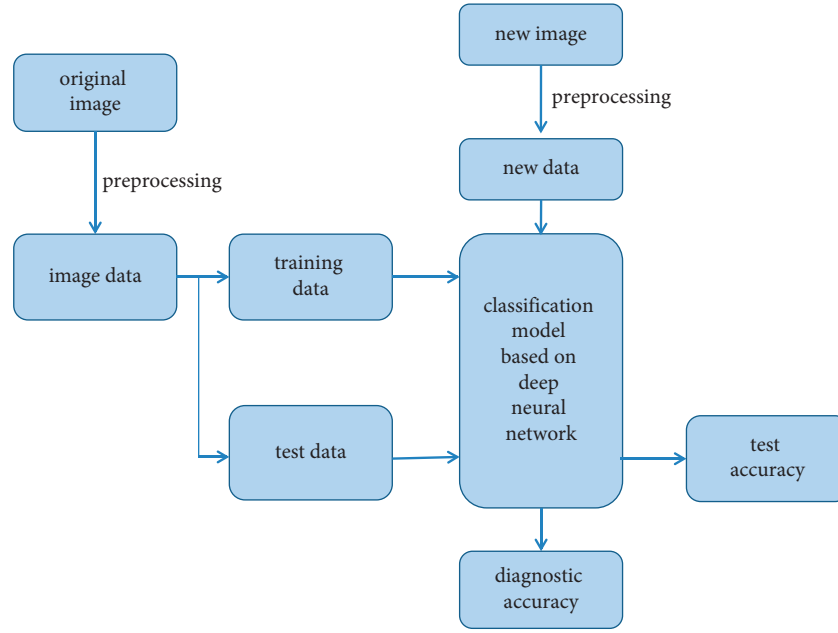 new image
original
image
preprocessing
preprocessing
new data
image data
training
data
classification
model
based on
deep
neural
network
test data
test
accuracy
diagnostic
accuracy